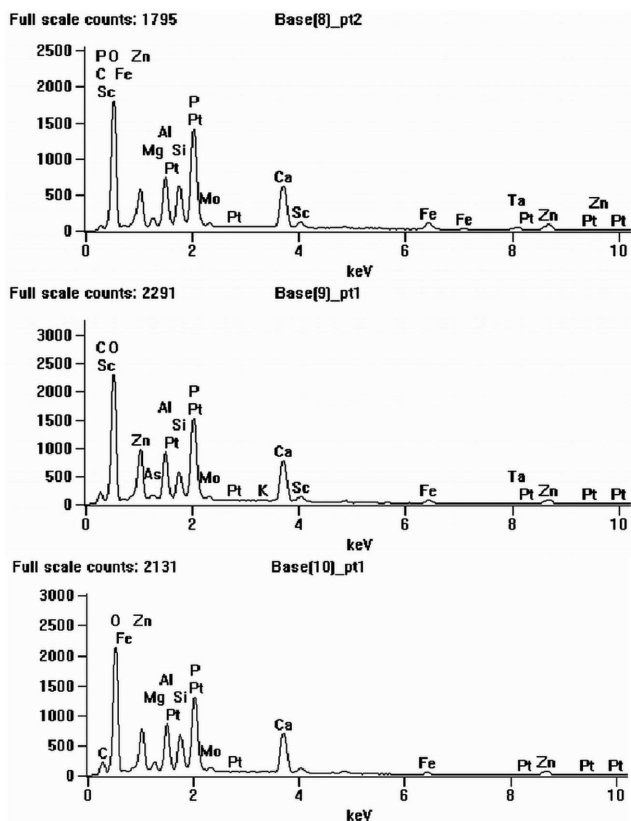 Full scale counts: 1795 Base(8)_pt2
2500
P O Zn
C Fe
2000
Sc
P
1500
Al Pt
Mg Si
1000
Pt
Mo Ca Ta Zn
500
Pt Sc Fe Fe Pt Zn Pt Pt
0
0 2 4 6 8 10
keV
Full scale counts: 2291 Base(9)_pt1
3000
C O
2500
Sc
P
2000
Al Pt
1500
Si
Zn Pt
1000
Ca
As Mo Ta
500
Pt K Sc Fe Pt Zn Pt Pt
0
0 2 4 6 8 10
keV
Full scale counts: 2131 Base(10)_pt1
3000
O Zn
2500
Fe
2000
P
Al Pt
1500
Mg Si
Pt
1000
Ca
500
C Mo Pt Fe Pt Zn Pt Pt
0
0 2 4 6 8 10
keV